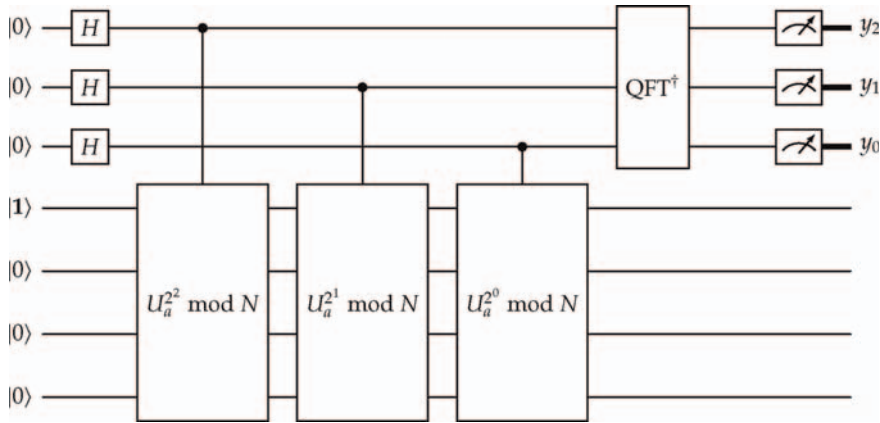 |0⟩ H y₂
|0⟩ H QFT† y₁
|0⟩ H y₀
|1⟩
|0⟩
U_a^{2^2} mod N U_a^{2^1} mod N U_a^{2^0} mod N
|0⟩
|0⟩